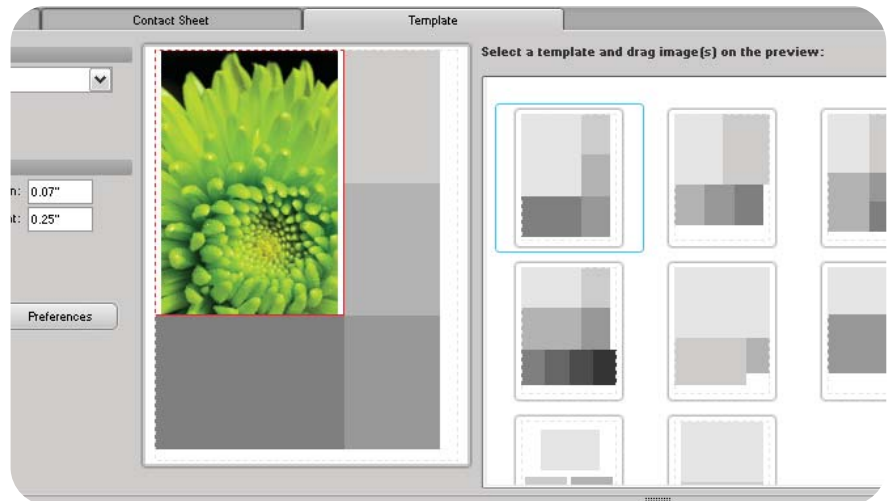 Contact Sheet
Template
Select a template and drag image(s) on the preview:
n: 0.07"
t: 0.25"
Preferences